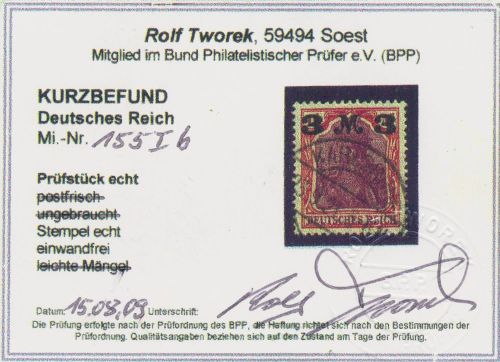 Rolf Tworek, 59494 Soest
Mitglied im Bund Philatelistischer Prüfer e.V. (BPP)
KURZBEFUND
Deutsches Reich
Mi.-Nr. 155 I b
3 M 3
DEUTSCHES REICH
Prüfstück echt
postfrisch
ungebraucht
Stempel echt
einwandfrei
leichte Mängel
Datum: 15.03.09 Unterschrift: Rolf Tworek
Die Prüfung erfolgte nach der Prüfordnung des BPP, die Haftung richtet sich nach den Bestimmungen der
Prüfordnung. Qualitätsangaben beziehen sich auf den Zustand am Tage der Prüfung.